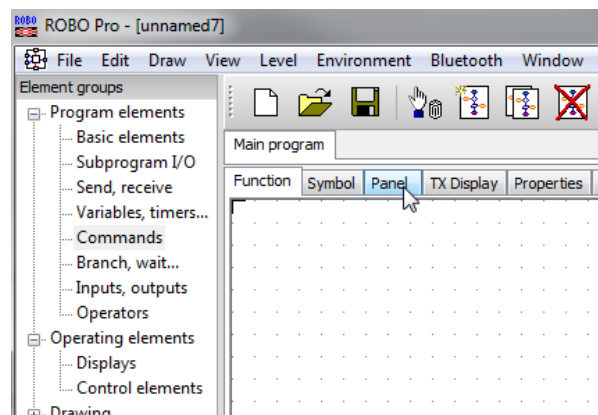 ROBO ROBO Pro - [unnamed7]
File Edit Draw View Level Environment Bluetooth Window
Element groups
Program elements
Basic elements
Subprogram I/O
Send, receive
Variables, timers...
Commands
Branch, wait...
Inputs, outputs
Operators
Operating elements
Displays
Control elements
Drawing
Main program
Function Symbol Panel TX Display Properties